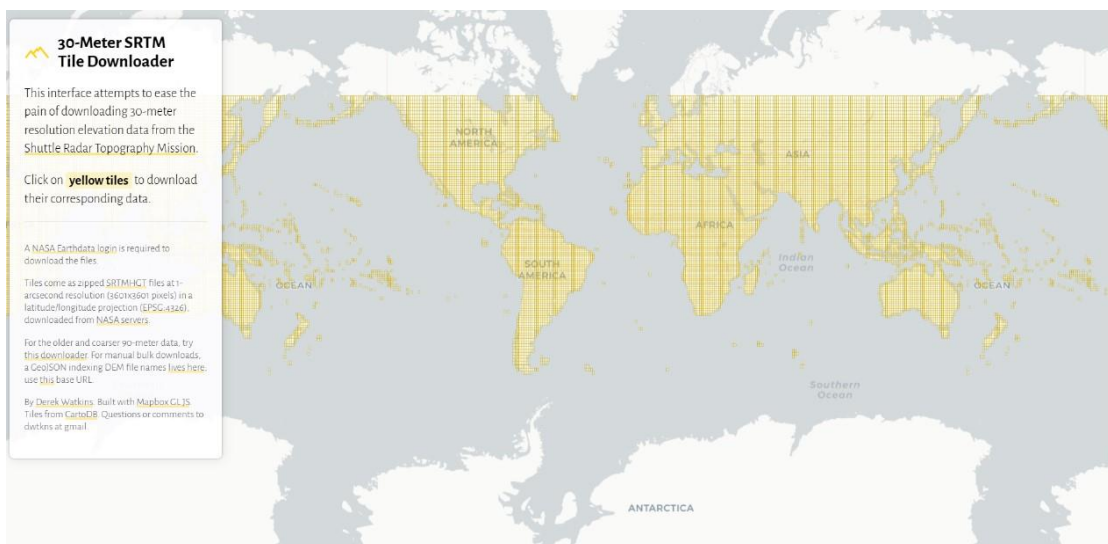 30-Meter SRTM
Tile Downloader
This interface attempts to ease the
pain of downloading 30-meter
resolution elevation data from the
Shuttle Radar Topography Mission.
Click on yellow tiles to download
their corresponding data.
A NASA Earthdata login is required to
download the files.
Tiles come as zipped SRTMHGT files at 1-
arcsecond resolution (3601x3601 pixels) in a
latitude/longitude projection (EPSG:4326),
downloaded from NASA servers.
For the older and coarser 90-meter data, try
this downloader. For manual bulk downloads,
a GeoJSON indexing DEM file names lives here;
use this base URL.
By Derek Watkins. Built with Mapbox GL JS.
Tiles from CartoDB. Questions or comments to
dwtkns at gmail
NORTH
AMERICA
ASIA
AFRICA
SOUTH
AMERICA
Indian
Ocean
OCEAN
OCEAN
Southern
Ocean
ANTARCTICA